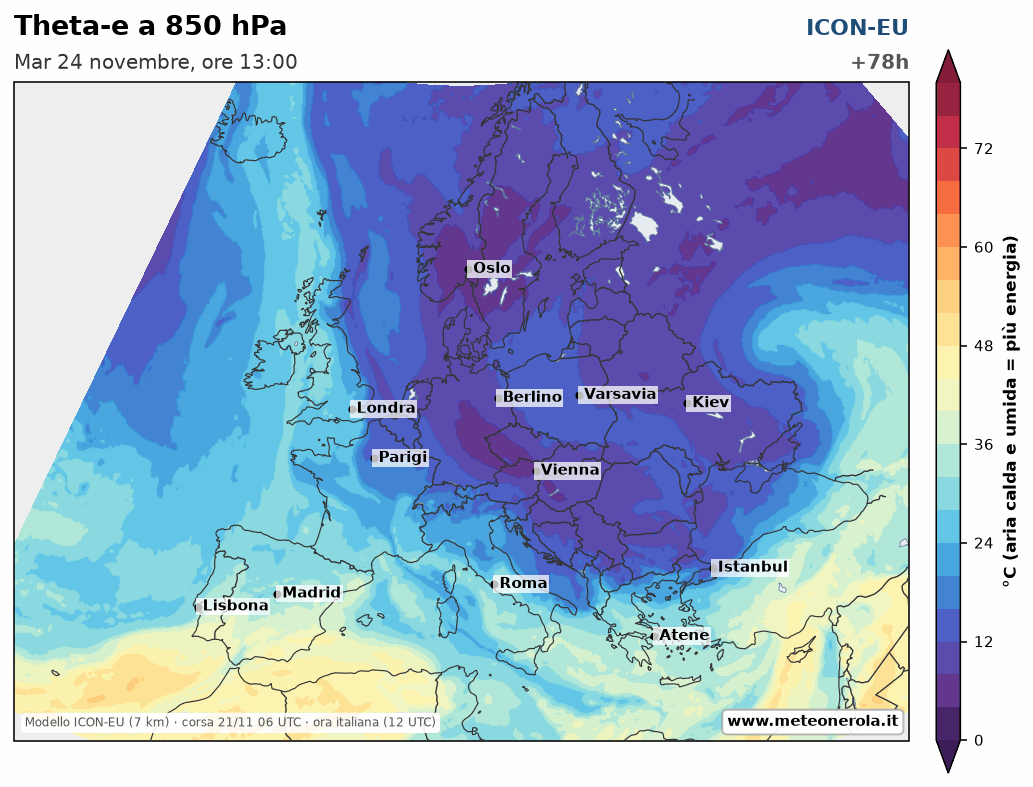 Theta-e a 850 hPa
ICON-EU
Mar 24 novembre, ore 13:00
+78h
72
60
48
36
24
12
0
°C (aria calda e umida = più energia)
Oslo
Berlino
Varsavia
Kiev
Londra
Parigi
Vienna
Istanbul
Roma
Madrid
Lisbona
Atene
Modello ICON-EU (7 km) · corsa 21/11 06 UTC · ora italiana (12 UTC)
www.meteonerola.it